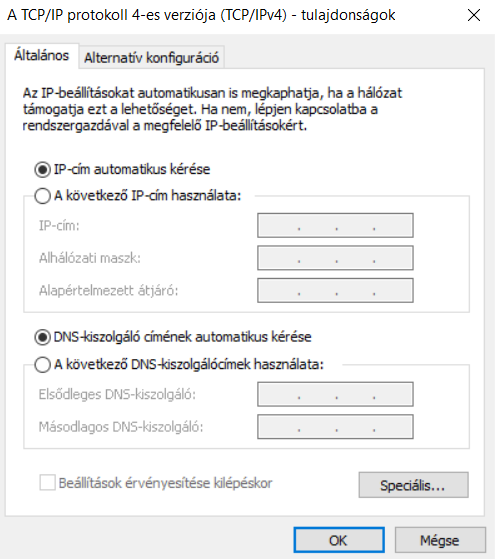 A TCP/IP protokoll 4-es verziója (TCP/IPv4) - tulajdonságok
Általános
Alternatív konfiguráció
Az IP-beállításokat automatikusan is megkaphatja, ha a hálózat
támogatja ezt a lehetőséget. Ha nem, lépjen kapcsolatba a
rendszergazdával a megfelelő IP-beállításokért.
IP-cím automatikus kérése
A következő IP-cím használata:
IP-cím:
Alhálózati maszk:
Alapértelmezett átjáró:
DNS-kiszolgáló címének automatikus kérése
A következő DNS-kiszolgálócímek használata:
Elsődleges DNS-kiszolgáló:
Másodlagos DNS-kiszolgáló:
Beállítások érvényesítése kilépéskor
Speciális...
OK
Mégse